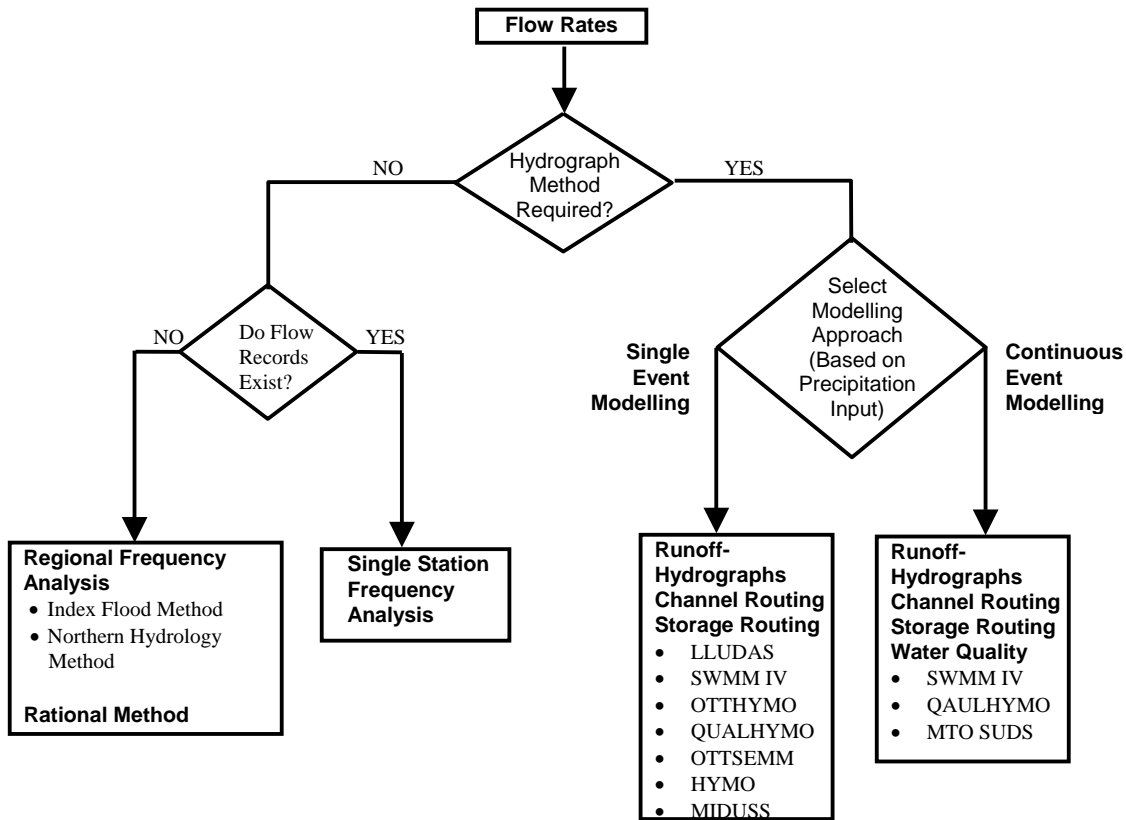 Flow Rates
NO
Hydrograph
Method
Required?
YES
NO
Do Flow
Records
Exist?
YES
Single
Event
Modelling
Select
Modelling
Approach
(Based on
Precipitation
Input)
Continuous
Event
Modelling
Regional Frequency
Analysis
• Index Flood Method
• Northern Hydrology
Method
Rational Method
Single Station
Frequency
Analysis
Runoff-
Hydrographs
Channel Routing
Storage Routing
• LLUDAS
• SWMM IV
• OTTHYMO
• QUALHYMO
• OTTSEMM
• HYMO
• MIDUSS
Runoff-
Hydrographs
Channel Routing
Storage Routing
Water Quality
• SWMM IV
• QAULHYMO
• MTO SUDS